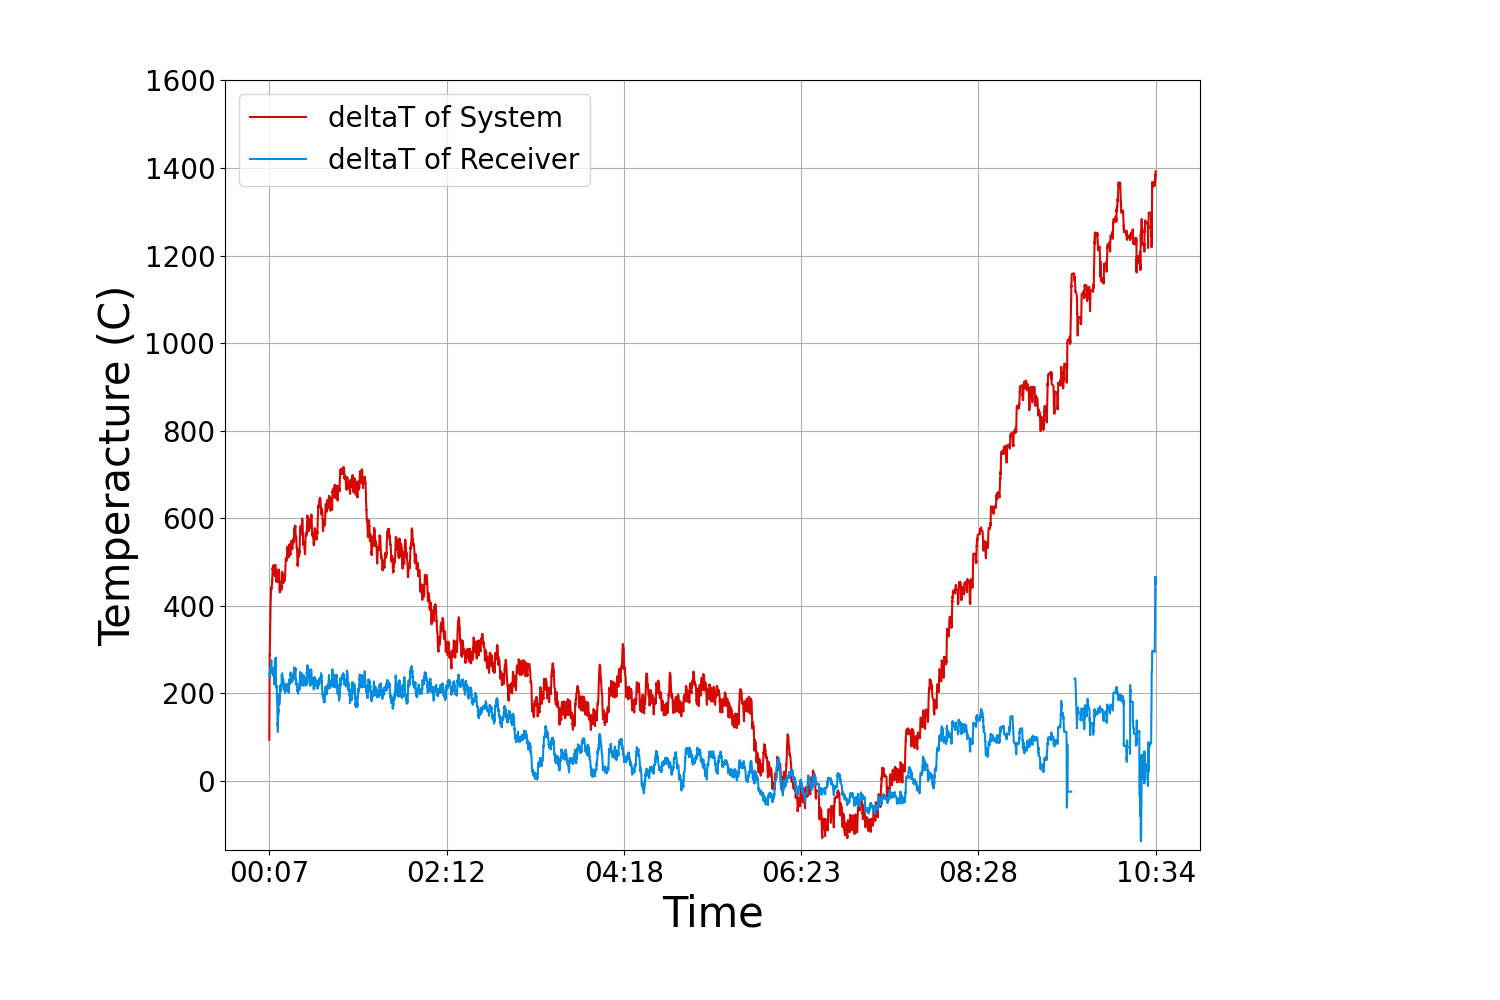 1600
1400
1200
1000
800
600
400
200
0
Temperacture (C)
deltaT of System
deltaT of Receiver
00:07 02:12 04:18 06:23 08:28 10:34
Time